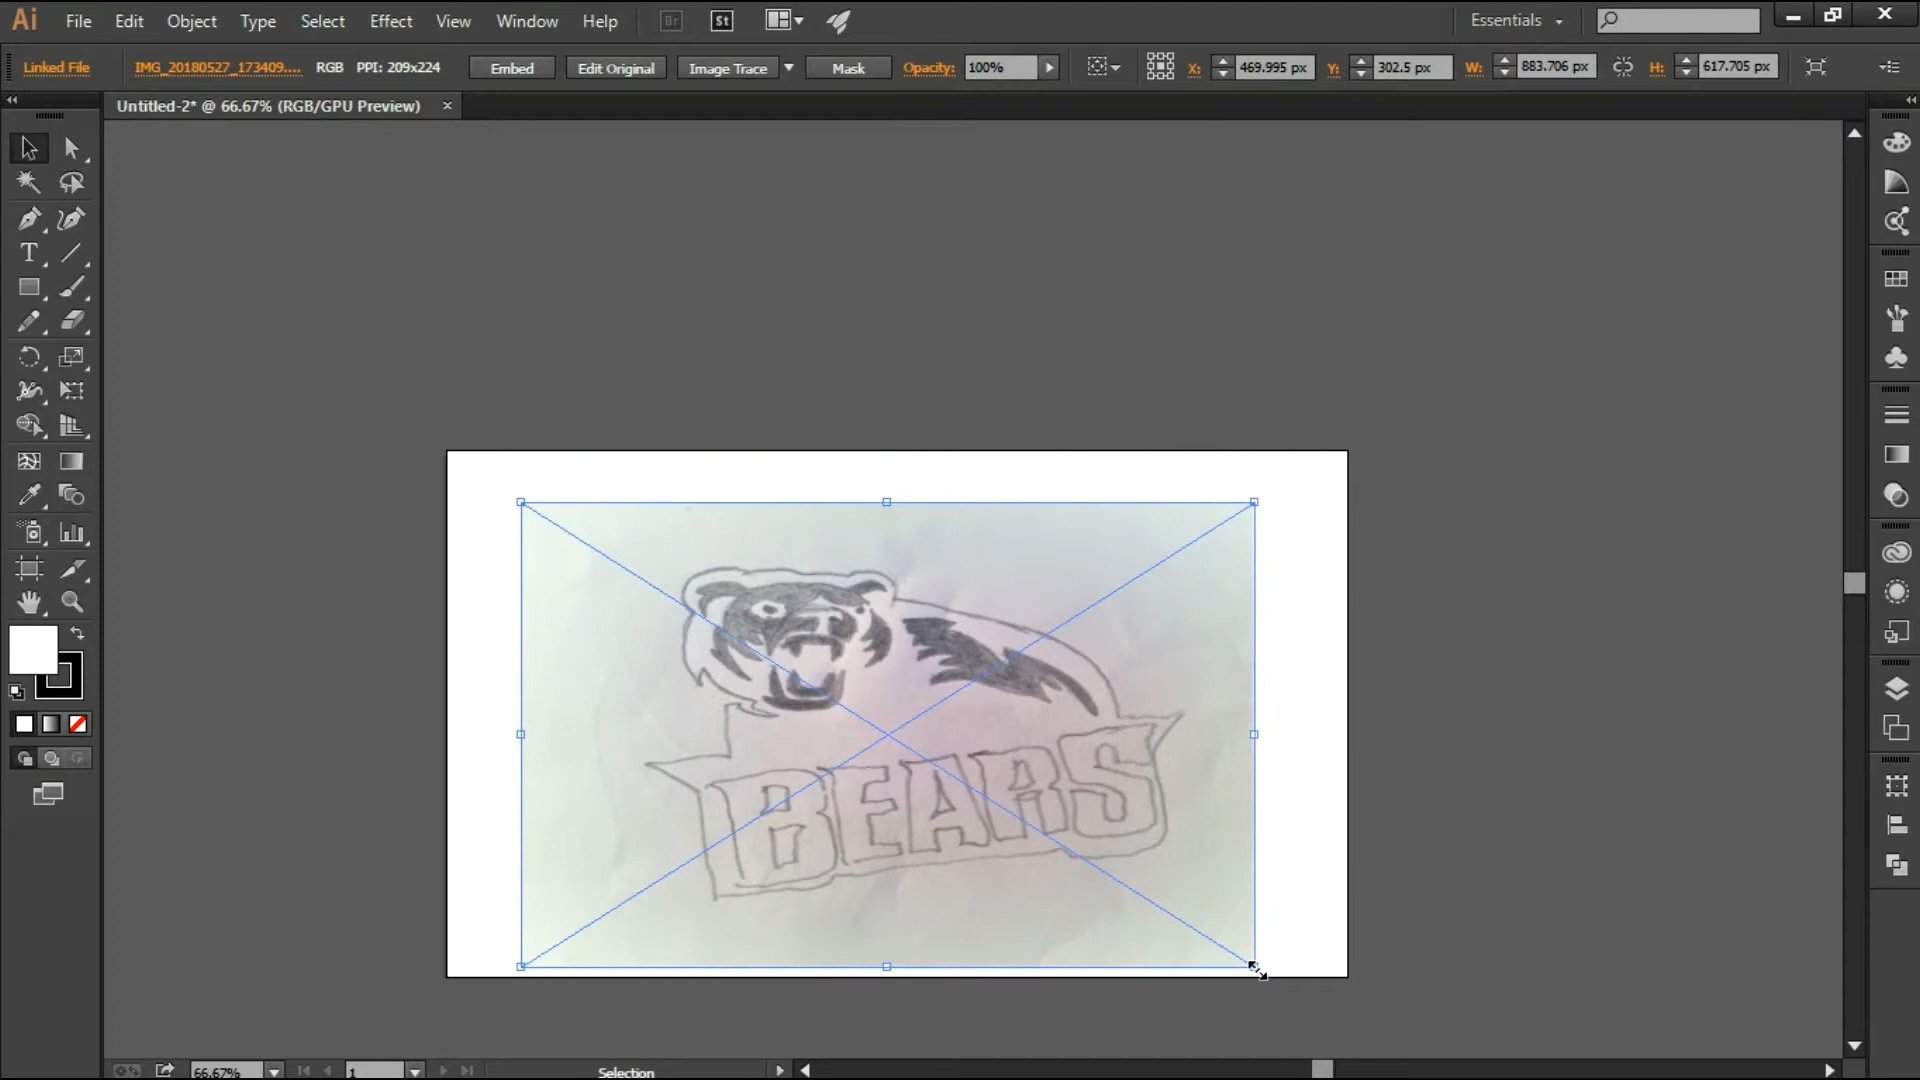 Ai File Edit Object Type Select Effect View Window Help Br St Essentials
Linked File IMG_20180527_173409.... RGB PPI: 209x224 Embed Edit Original Image Trace Mask Opacity: 100% X: 469.995 px Y: 302.5 px W: 883.706 px H: 617.705 px
Untitled-2* @ 66.67% (RGB/GPU Preview) ×
T
BEARS
66.67% 1 Selection